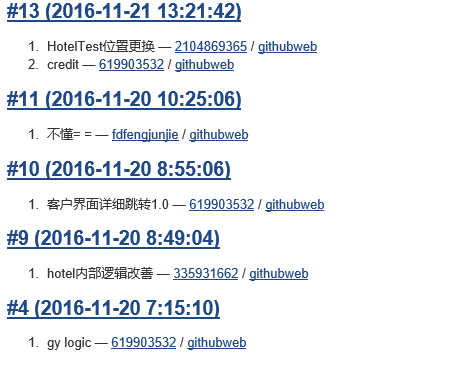 #13 (2016-11-21 13:21:42)
1. HotelTest位置更换 — 2104869365 / githubweb
2. credit — 619903532 / githubweb
#11 (2016-11-20 10:25:06)
1. 不懂= = — fdfengjunjie / githubweb
#10 (2016-11-20 8:55:06)
1. 客户界面详细跳转1.0 — 619903532 / githubweb
#9 (2016-11-20 8:49:04)
1. hotel内部逻辑改善 — 335931662 / githubweb
#4 (2016-11-20 7:15:10)
1. gy logic — 619903532 / githubweb